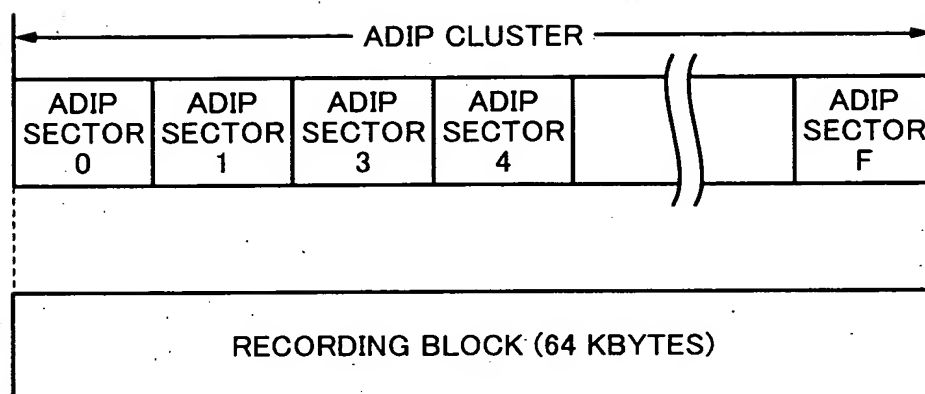 ADIP CLUSTER
ADIP SECTOR 0
ADIP SECTOR 1
ADIP SECTOR 3
ADIP SECTOR 4
ADIP SECTOR F
RECORDING BLOCK (64 KBYTES)